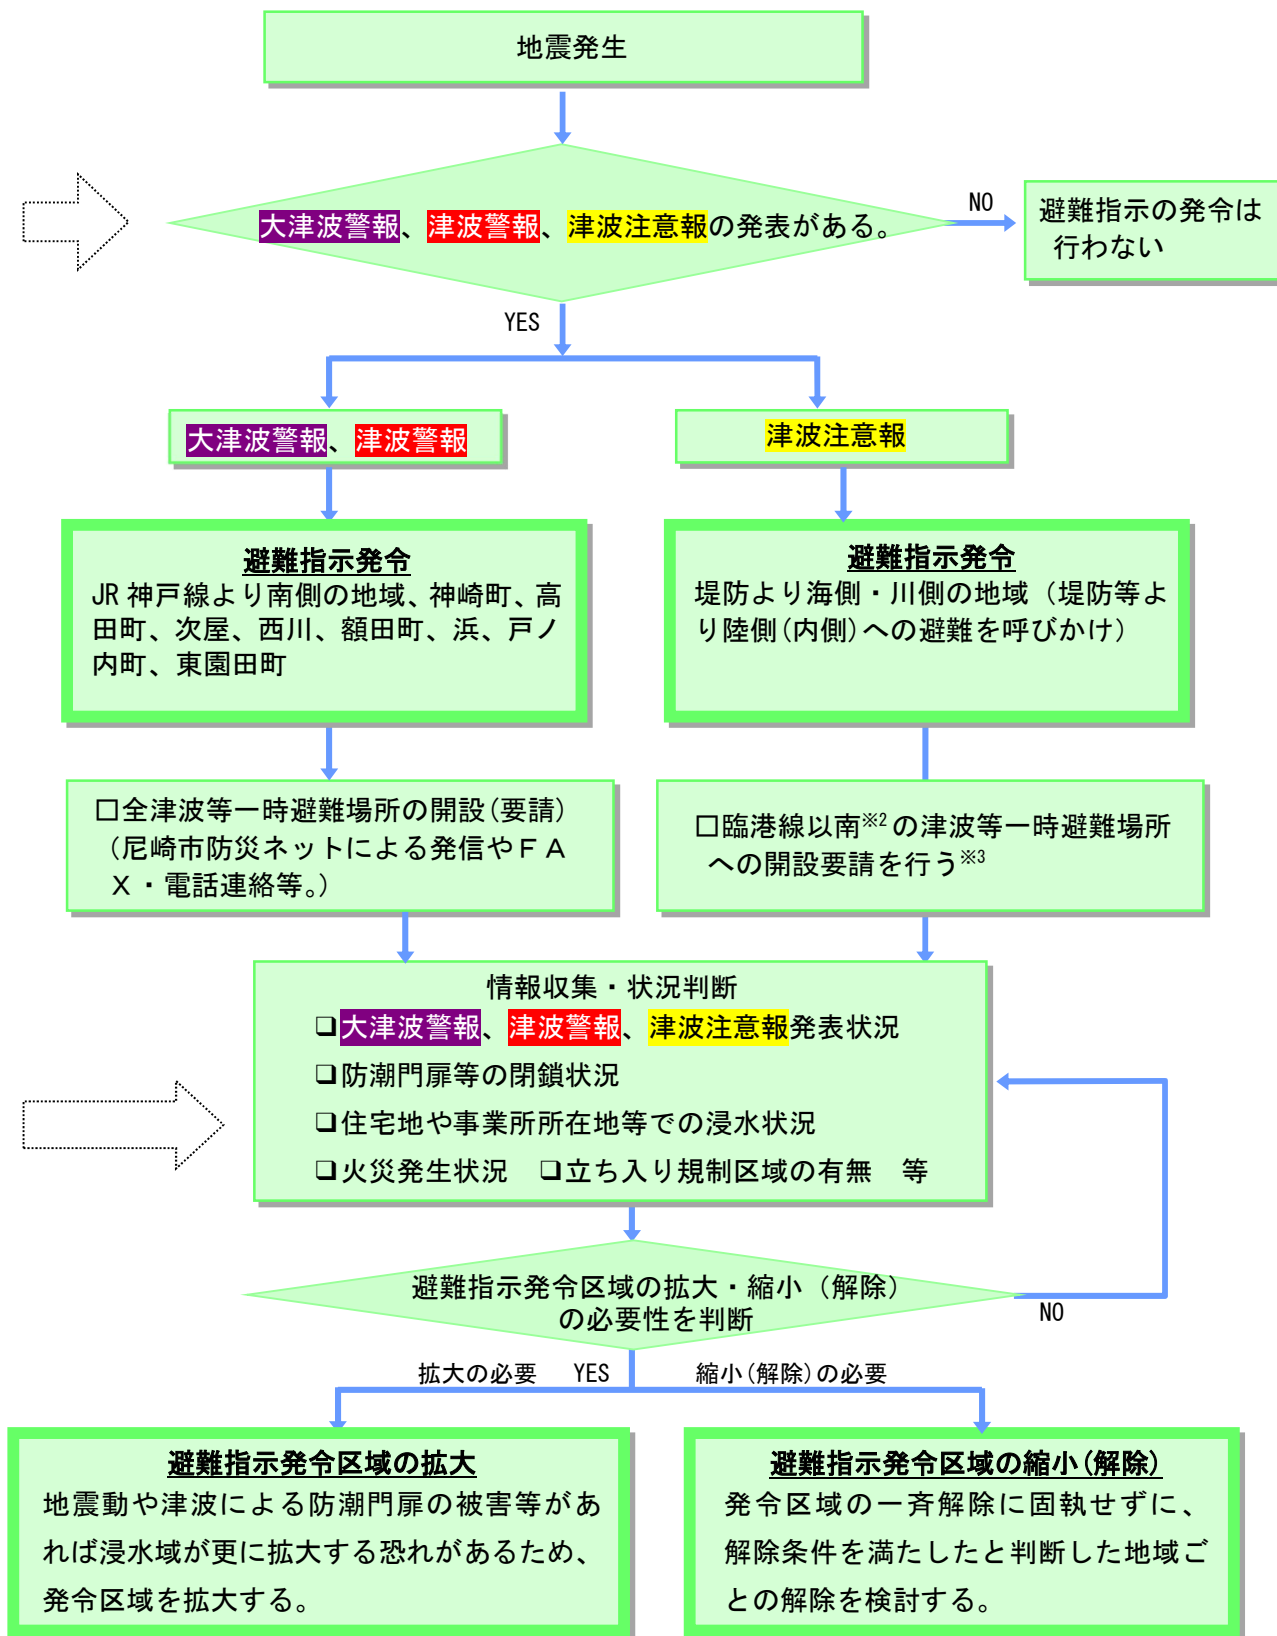 地震発生
大津波警報、津波警報、津波注意報の発表がある。
NO
避難指示の発令は
行わない
YES
大津波警報、津波警報
津波注意報
避難指示発令
JR神戸線より南側の地域、神崎町、高
田町、次屋、西川、額田町、浜、戸ノ
内町、東園田町
避難指示発令
堤防より海側・川側の地域（堤防等よ
り陸側(内側)への避難を呼びかけ）
□全津波等一時避難場所の開設(要請)
（尼崎市防災ネットによる発信やＦＡ
Ｘ・電話連絡等。）
□臨港線以南※2の津波等一時避難場所
への開設要請を行う※3
情報収集・状況判断
❑大津波警報、津波警報、津波注意報発表状況
❑防潮門扉等の閉鎖状況
❑住宅地や事業所所在地等での浸水状況
❑火災発生状況　❑立ち入り規制区域の有無　等
避難指示発令区域の拡大・縮小（解除）
の必要性を判断
NO
拡大の必要　YES　縮小(解除)の必要
避難指示発令区域の拡大
地震動や津波による防潮門扉の被害等があ
れば浸水域が更に拡大する恐れがあるため、
発令区域を拡大する。
避難指示発令区域の縮小(解除)
発令区域の一斉解除に固執せずに、
解除条件を満たしたと判断した地域ご
との解除を検討する。